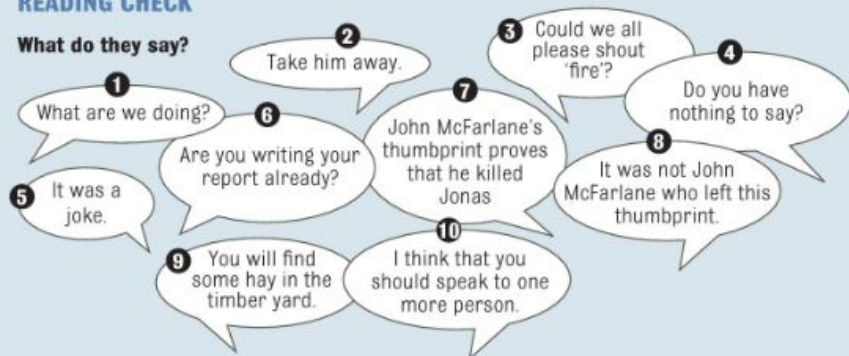 READING CHECK
What do they say?
1
What are we doing?
2
Take him away.
3
Could we all
please shout
'fire'?
4
Do you have
nothing to say?
5
It was a
joke.
6
Are you writing your
report already?
7
John McFarlane's
thumbprint proves
that he killed
Jonas
8
It was not John
McFarlane who left this
thumbprint.
9
You will find
some hay in the
timber yard.
10
I think that you
should speak to one
more person.